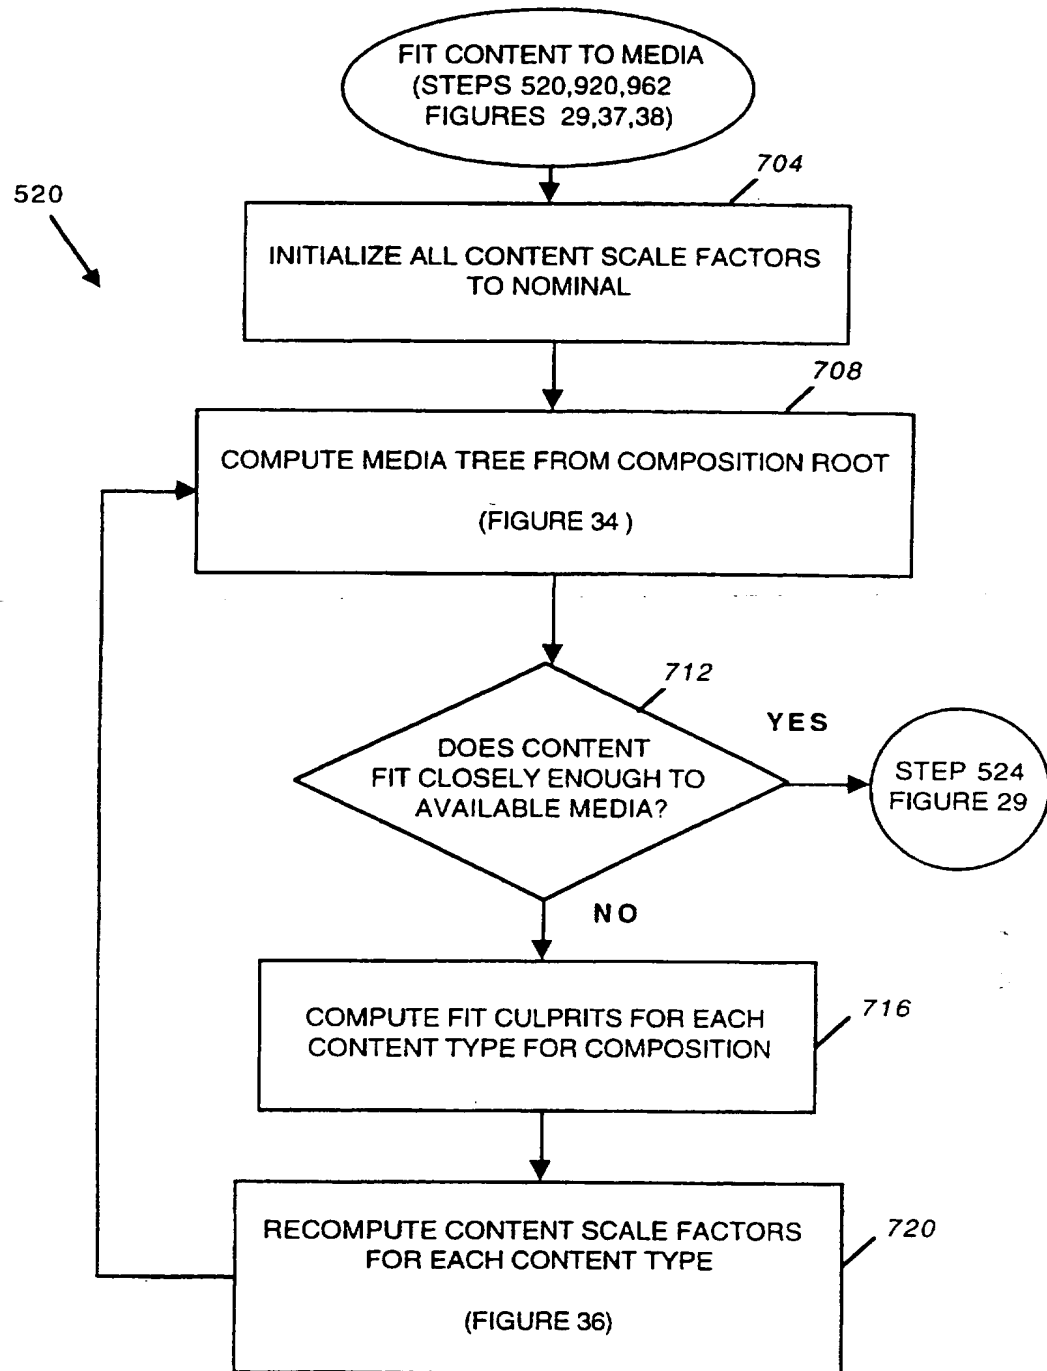 FIT CONTENT TO MEDIA
(STEPS 520,920,962
FIGURES 29,37,38)
704
520
INITIALIZE ALL CONTENT SCALE FACTORS
TO NOMINAL
708
COMPUTE MEDIA TREE FROM COMPOSITION ROOT
(FIGURE 34 )
712
YES
DOES CONTENT
FIT CLOSELY ENOUGH TO
AVAILABLE MEDIA?
STEP 524
FIGURE 29
NO
COMPUTE FIT CULPRITS FOR EACH
CONTENT TYPE FOR COMPOSITION
716
RECOMPUTE CONTENT SCALE FACTORS
FOR EACH CONTENT TYPE
720
(FIGURE 36)